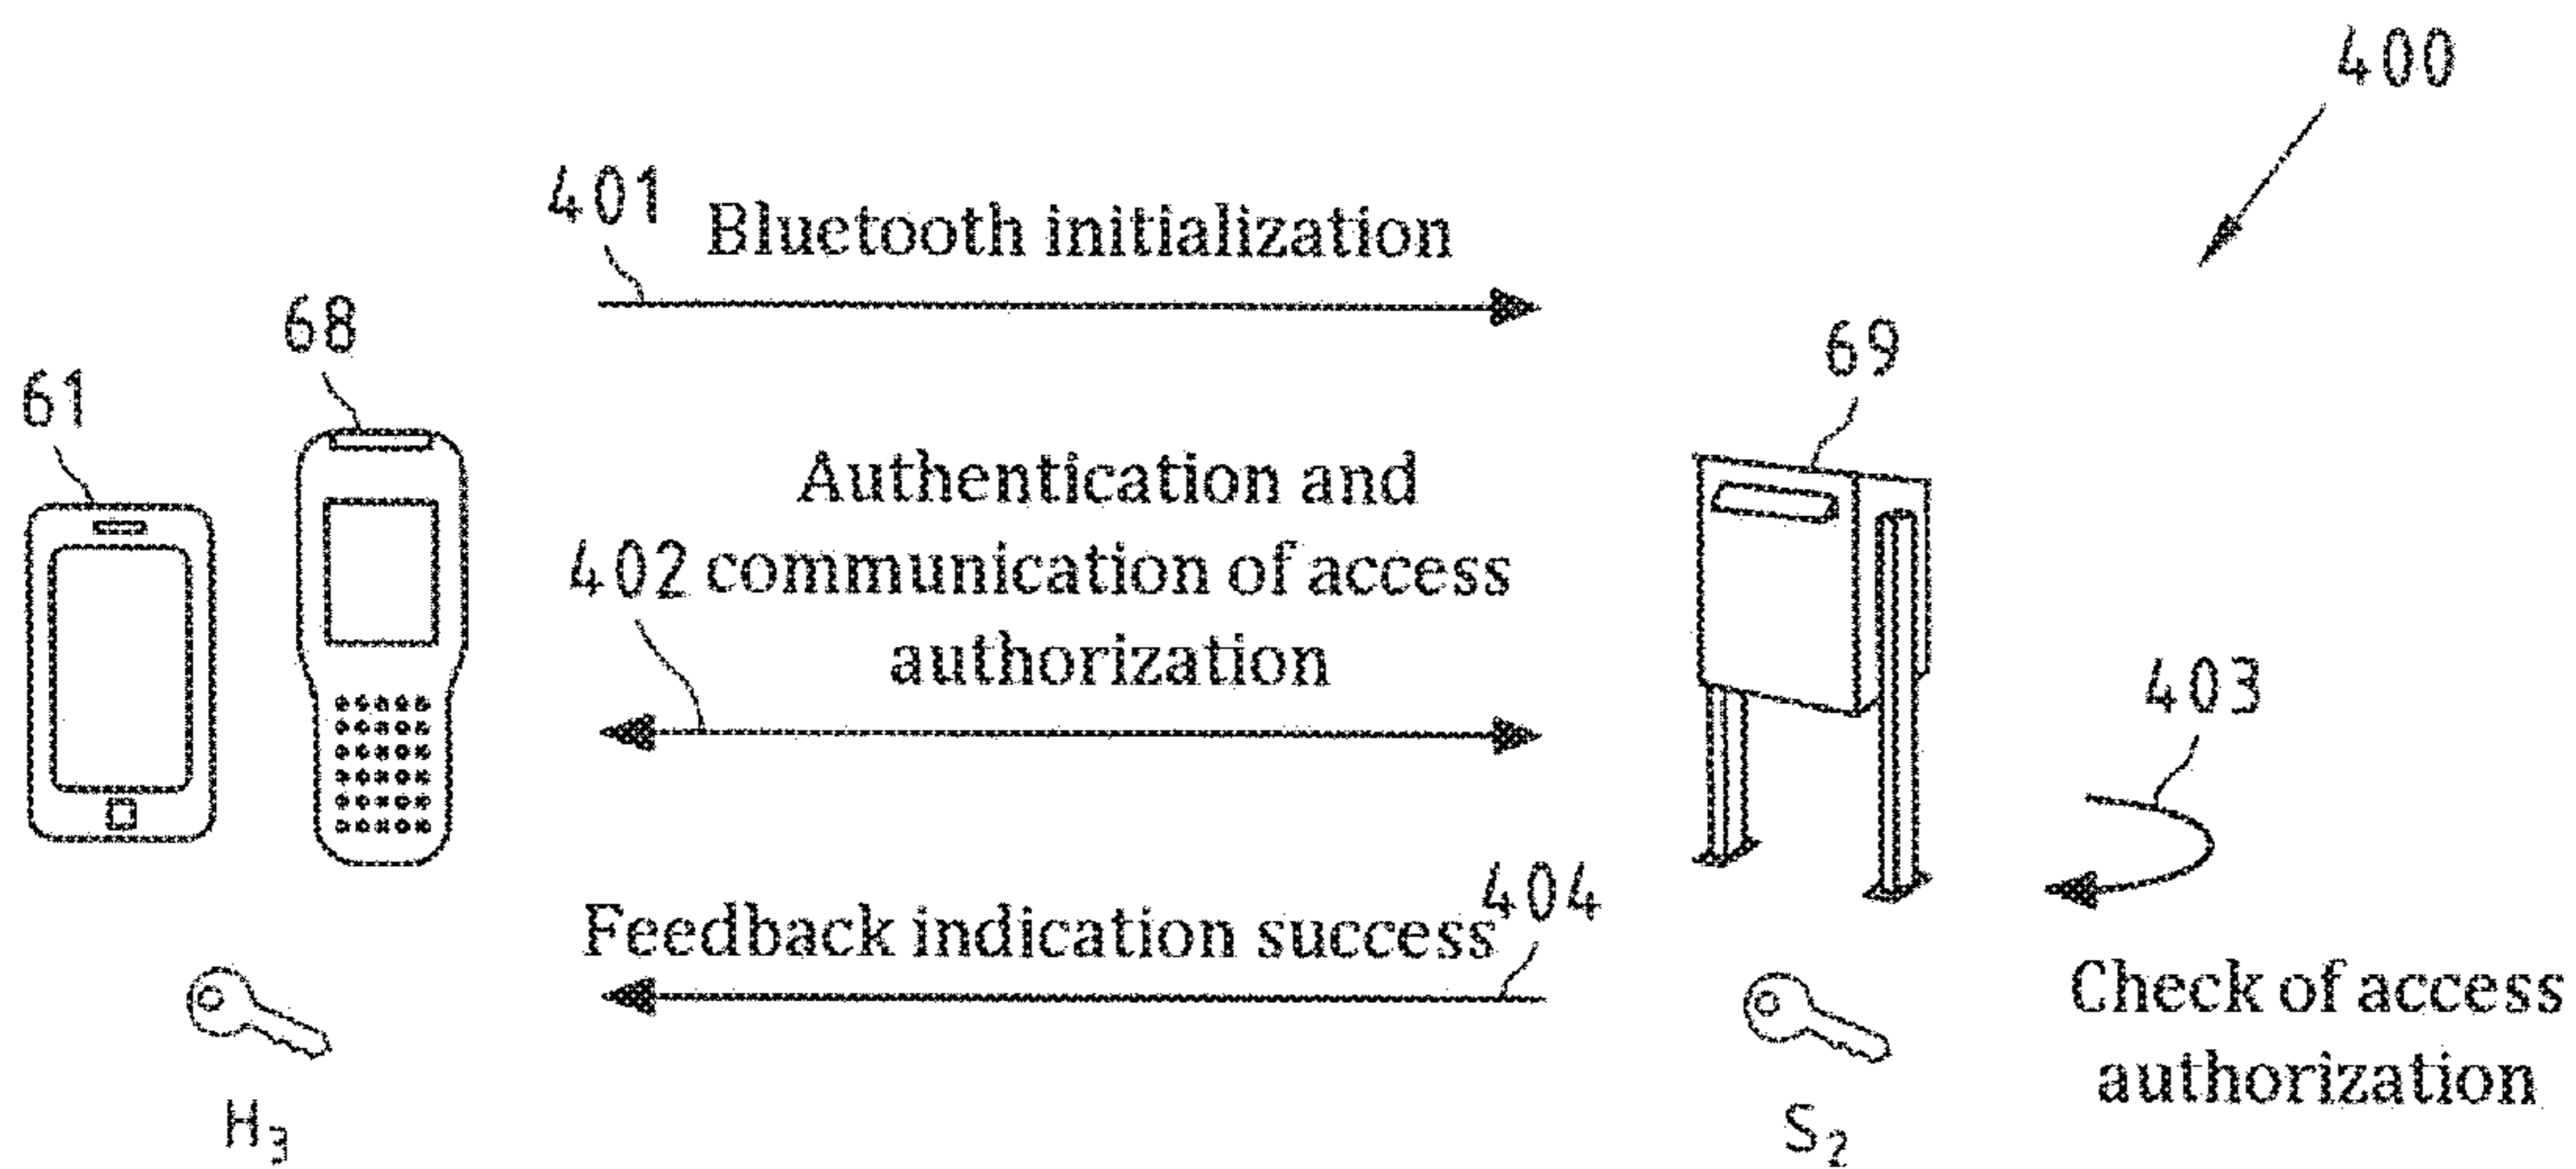 400
401
Bluetooth initialization
68
69
61
Authentication and
402 communication of access
authorization
403
404
Feedback indication success
Check of access
authorization
H3
S2